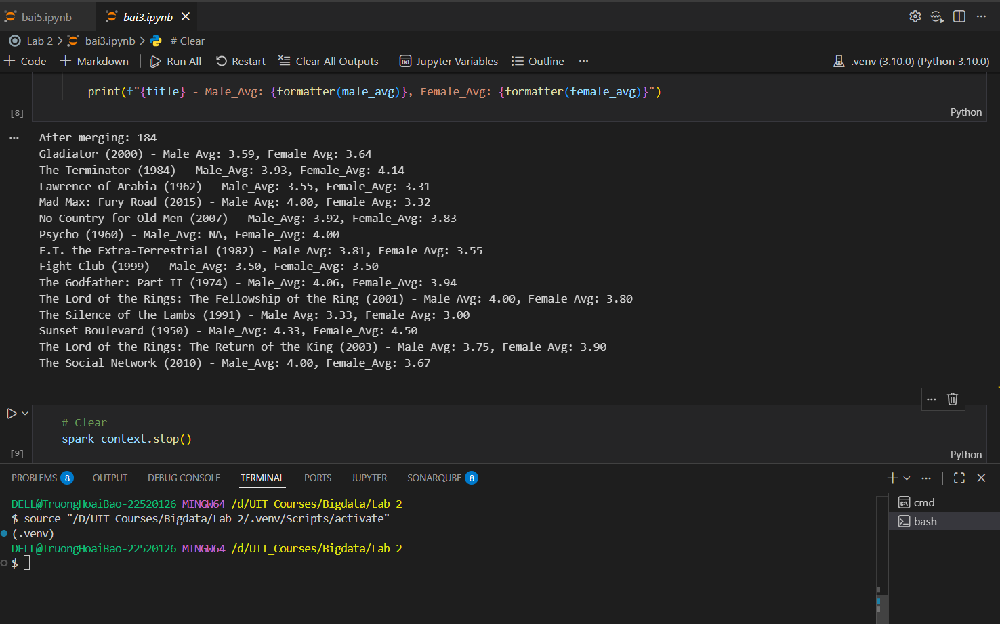 bai5.ipynb bai3.ipynb
Lab 2 > bai3.ipynb > # Clear
+ Code + Markdown | Run All Restart Clear All Outputs | Jupyter Variables Outline ... .venv (3.10.0) (Python 3.10.0)
print(f"{title} - Male_Avg: {formatter(male_avg)}, Female_Avg: {formatter(female_avg)}")
[8] Python
After merging: 184
Gladiator (2000) - Male_Avg: 3.59, Female_Avg: 3.64
The Terminator (1984) - Male_Avg: 3.93, Female_Avg: 4.14
Lawrence of Arabia (1962) - Male_Avg: 3.55, Female_Avg: 3.31
Mad Max: Fury Road (2015) - Male_Avg: 4.00, Female_Avg: 3.32
No Country for Old Men (2007) - Male_Avg: 3.92, Female_Avg: 3.83
Psycho (1960) - Male_Avg: NA, Female_Avg: 4.00
E.T. the Extra-Terrestrial (1982) - Male_Avg: 3.81, Female_Avg: 3.55
Fight Club (1999) - Male_Avg: 3.50, Female_Avg: 3.50
The Godfather: Part II (1974) - Male_Avg: 4.06, Female_Avg: 3.94
The Lord of the Rings: The Fellowship of the Ring (2001) - Male_Avg: 4.00, Female_Avg: 3.80
The Silence of the Lambs (1991) - Male_Avg: 3.33, Female_Avg: 3.00
Sunset Boulevard (1950) - Male_Avg: 4.33, Female_Avg: 4.50
The Lord of the Rings: The Return of the King (2003) - Male_Avg: 3.75, Female_Avg: 3.90
The Social Network (2010) - Male_Avg: 4.00, Female_Avg: 3.67
# Clear
spark_context.stop()
[9] Python
PROBLEMS 8 OUTPUT DEBUG CONSOLE TERMINAL PORTS JUPYTER SONARQUBE 8
DELL@TruongHoaiBao-22520126 MINGW64 /d/UIT_Courses/Bigdata/Lab 2
$ source "/D/UIT_Courses/Bigdata/Lab 2/.venv/Scripts/activate"
(.venv)
DELL@TruongHoaiBao-22520126 MINGW64 /d/UIT_Courses/Bigdata/Lab 2
$
cmd
bash